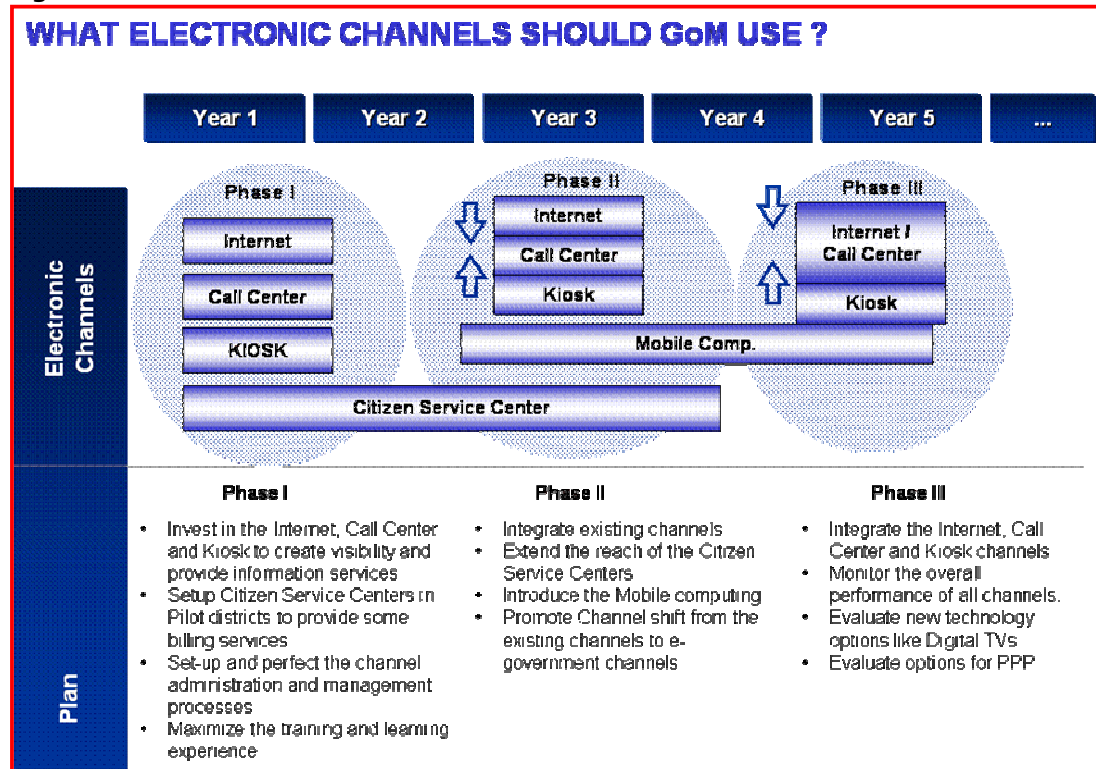 WHAT ELECTRONIC CHANNELS SHOULD GoM USE ?
Year 1
Year 2
Year 3
Year 4
Year 5
...
Electronic
Channels
Phase I
Internet
Call Center
KIOSK
Phase II
Internet
Call Center
Kiosk
Phase III
Internet /
Call Center
Kiosk
Mobile Comp.
Citizen Service Center
Plan
Phase I
• Invest in the Internet, Call Center
and Kiosk to create visibility and
provide information services
• Setup Citizen Service Centers in
Pilot districts to provide some
billing services
• Set-up and perfect the channel
administration and management
processes
• Maximize the training and learning
experience
Phase II
• Integrate existing channels
• Extend the reach of the Citizen
Service Centers
• Introduce the Mobile computing
• Promote Channel shift from the
existing channels to e-
government channels
Phase III
• Integrate the Internet, Call
Center and Kiosk channels
• Monitor the overall
performance of all channels.
• Evaluate new technology
options like Digital TVs
• Evaluate options for PPP